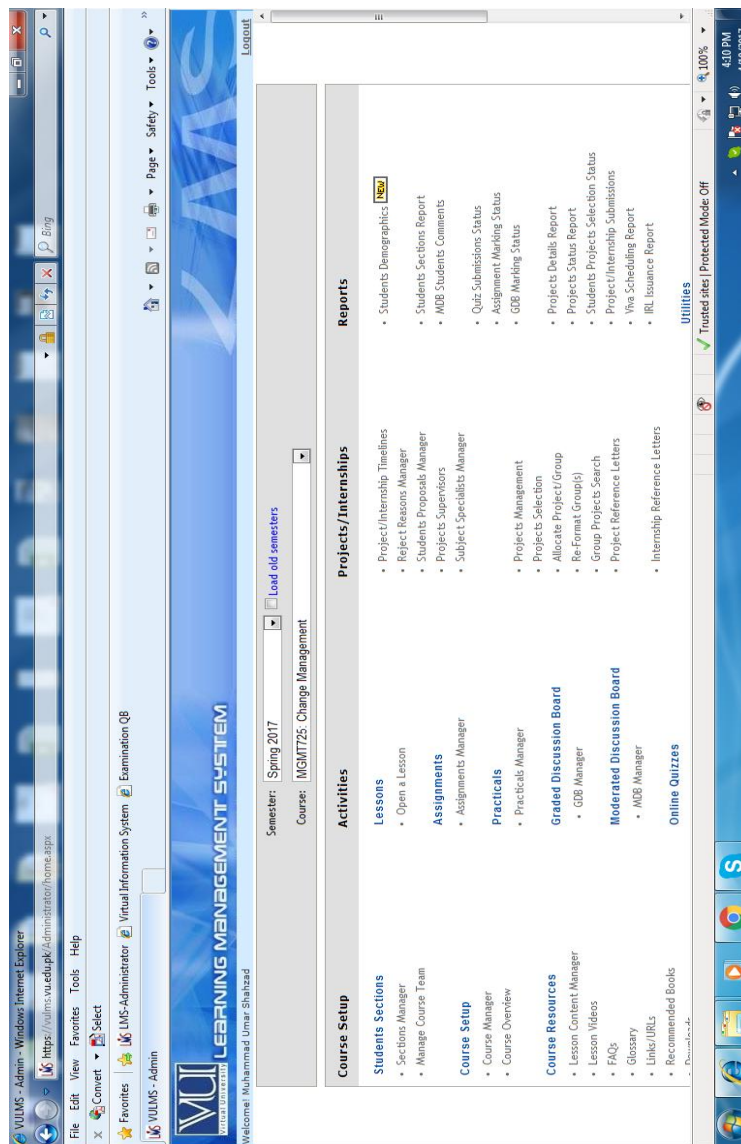 VULMS - Admin - Windows Internet Explorer
https://vulms.vu.edu.pk/Administrator/home.aspx
Bing
File Edit View Favorites Tools Help
x Convert Select
Favorites LMS-Administrator Virtual Information System Examination QB
VULMS - Admin
Page Safety Tools
VU LEARNING MANAGEMENT SYSTEM
Virtual University
Welcome! Muhammad Umar Shahzad
Logout
Semester: Spring 2017 Load old semesters
Course: MGMT725: Change Management
Course Setup
Students Sections
• Sections Manager
• Manage Course Team
Course Setup
• Course Manager
• Course Overview
Course Resources
• Lesson Content Manager
• Lesson Videos
• FAQs
• Glossary
• Links/URLs
• Recommended Books
• Downloads
Activities
Lessons
• Open a Lesson
Assignments
• Assignments Manager
Practicals
• Practicals Manager
Graded Discussion Board
• GDB Manager
Moderated Discussion Board
• MDB Manager
Online Quizzes
Projects/Internships
• Project/Internship Timelines
• Reject Reasons Manager
• Students Proposals Manager
• Projects Supervisors
• Subject Specialists Manager
• Projects Management
• Projects Selection
• Allocate Project/Group
• Re-Format Group(s)
• Group Projects Search
• Project Reference Letters
• Internship Reference Letters
Reports
• Students Demographics NEW
• Students Sections Report
• MDB Students Comments
• Quiz Submissions Status
• Assignment Marking Status
• GDB Marking Status
• Projects Details Report
• Projects Status Report
• Students Projects Selection Status
• Project/Internship Submissions
• Viva Scheduling Report
• IRL Issuance Report
Utilities
Trusted sites | Protected Mode: Off
100%
4:10 PM